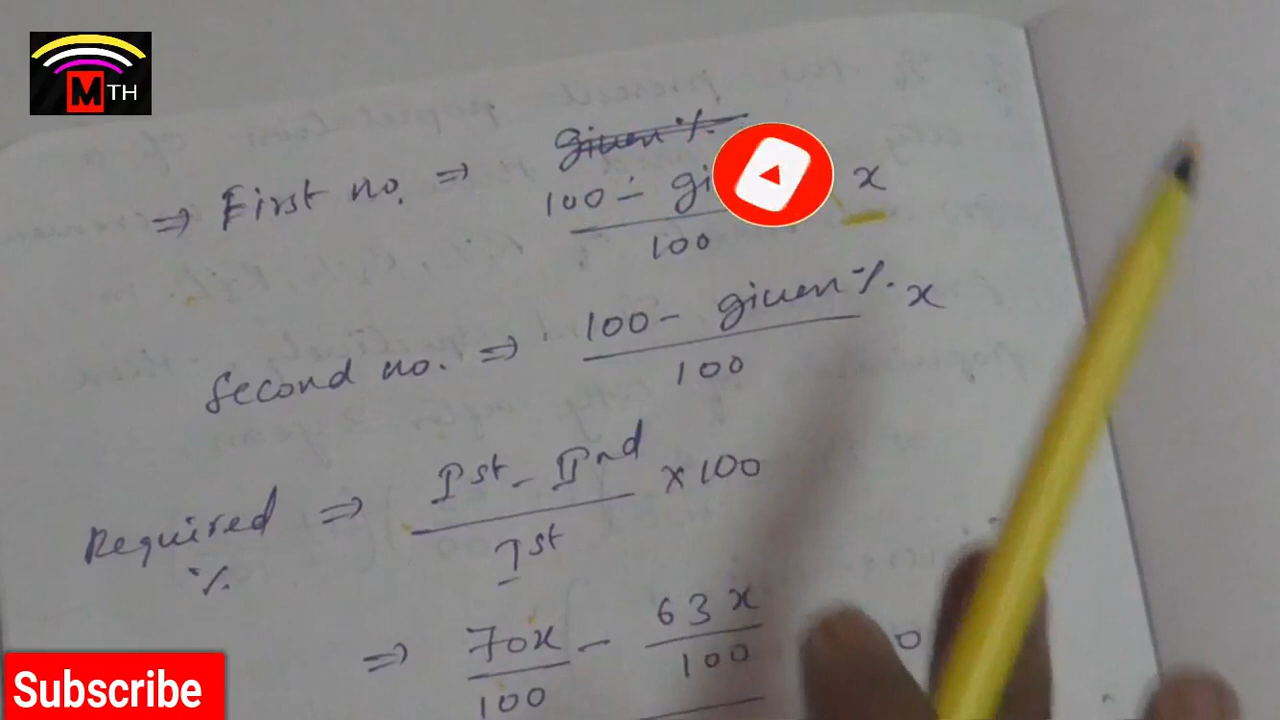 MTH
given %
⇒ First no. ⇒ 100 - gi x
100
Second no. ⇒ 100 - given % x
100
Required % ⇒ Ist - IInd × 100
Ist
⇒ 70x - 63x 0
100 100
Subscribe